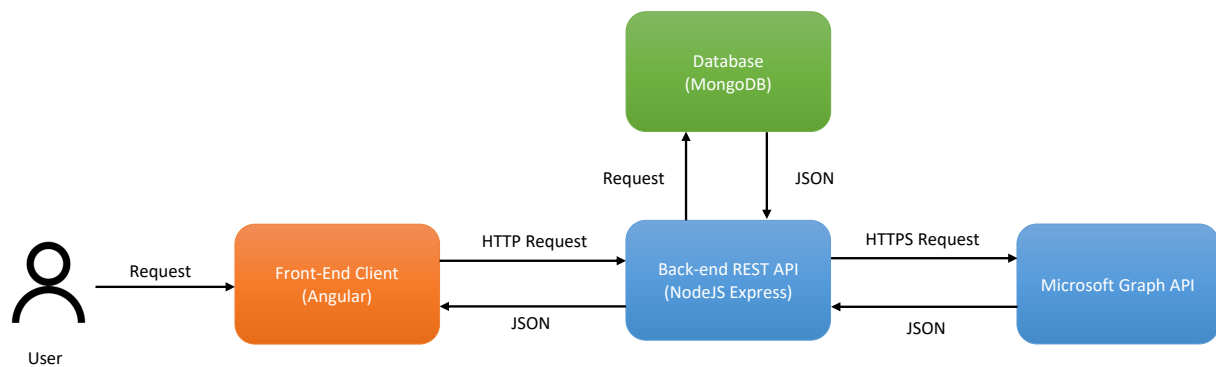 Database
(MongoDB)
Request
JSON
HTTP Request
HTTPS Request
Request
Front-End Client
(Angular)
Back-end REST API
(NodeJS Express)
Microsoft Graph API
JSON
JSON
User